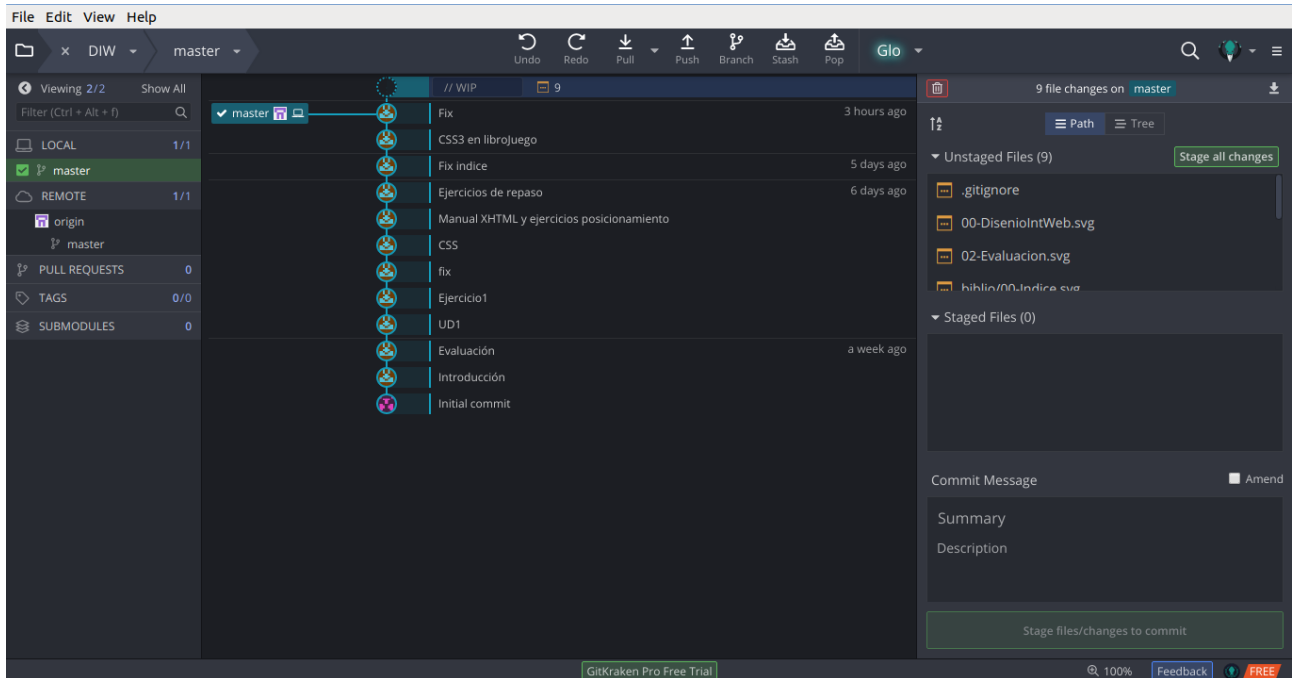 File Edit View Help
× DIW master
Undo Redo Pull Push Branch Stash Pop Glo
Viewing 2/2 Show All
Filter (Ctrl + Alt + f)
LOCAL 1/1
master
REMOTE 1/1
origin
master
PULL REQUESTS 0
TAGS 0/0
SUBMODULES 0
// WIP 9
master
Fix 3 hours ago
CSS3 en libroJuego
Fix indice 5 days ago
Ejercicios de repaso 6 days ago
Manual XHTML y ejercicios posicionamiento
CSS
fix
Ejercicio1
UD1
Evaluación a week ago
Introducción
Initial commit
9 file changes on master
Path Tree
Unstaged Files (9) Stage all changes
.gitignore
00-DisenioIntWeb.svg
02-Evaluacion.svg
biblio/00-Indice.svg
Staged Files (0)
Commit Message Amend
Summary
Description
Stage files/changes to commit
GitKraken Pro Free Trial 100% Feedback FREE